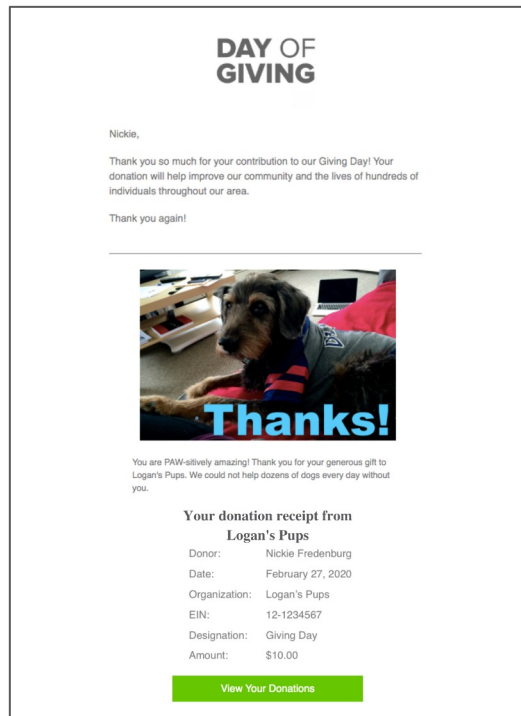 DAY OF
GIVING
Nickie,
Thank you so much for your contribution to our Giving Day! Your
donation will help improve our community and the lives of hundreds of
individuals throughout our area.
Thank you again!
Thanks!
You are PAW-sitively amazing! Thank you for your generous gift to
Logan's Pups. We could not help dozens of dogs every day without
you.
Your donation receipt from
Logan's Pups
Donor: Nickie Fredenburg
Date: February 27, 2020
Organization: Logan's Pups
EIN: 12-1234567
Designation: Giving Day
Amount: $10.00
View Your Donations